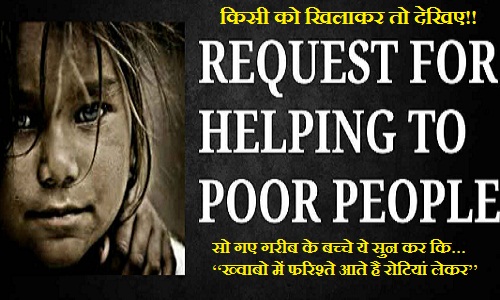 किसी को खिलाकर तो देखिए!!
REQUEST FOR
HELPING TO
POOR PEOPLE
सो गए गरीब के बच्चे ये सुन कर कि...
“ख्वाबो में फरिश्ते आते है रोटियां लेकर”